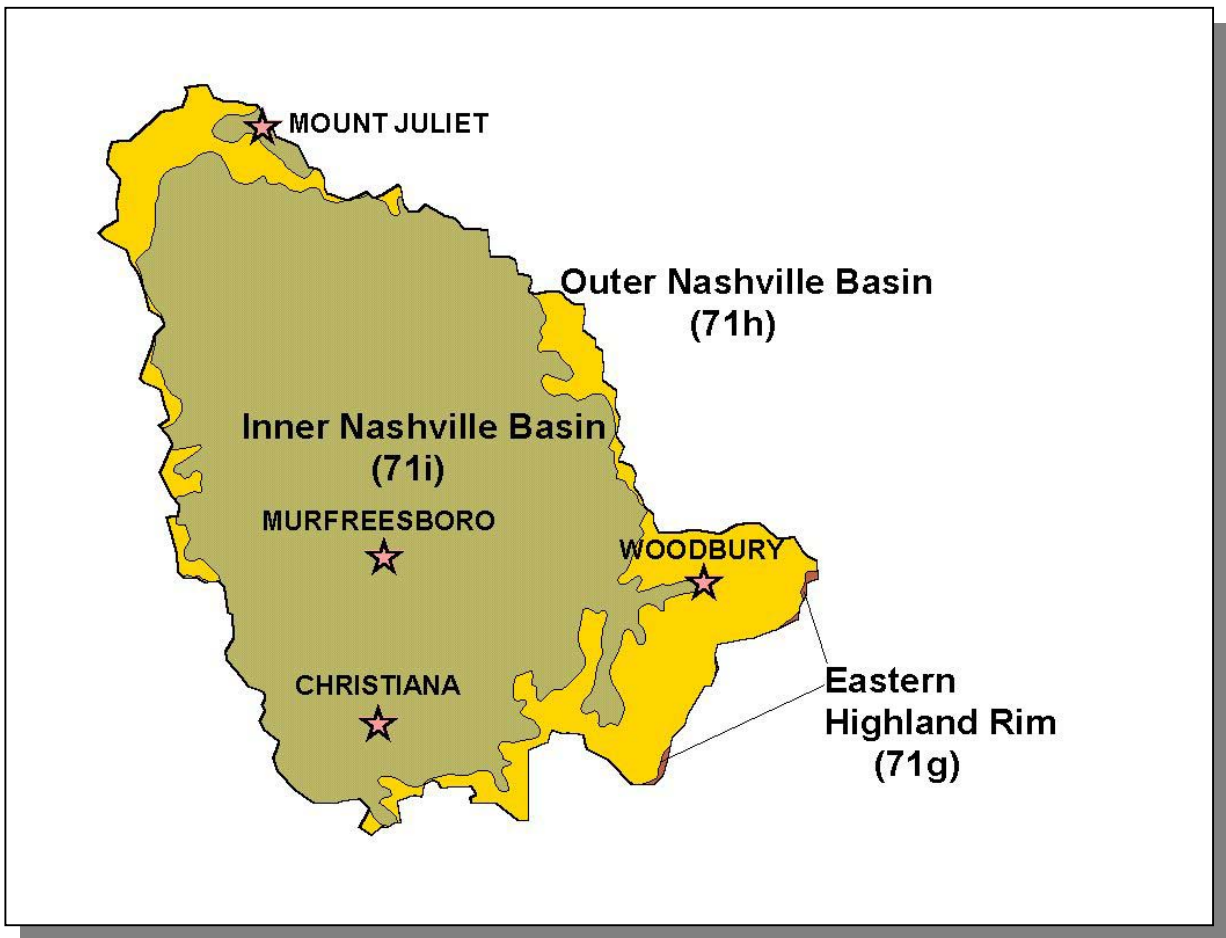 MOUNT JULIET
Outer Nashville Basin
(71h)
Inner Nashville Basin
(71i)
MURFREESBORO
WOODBURY
CHRISTIANA
Eastern
Highland Rim
(71g)